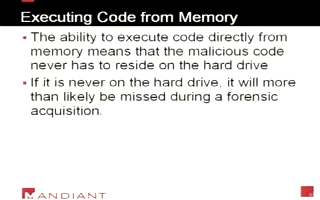 Executing Code from Memory
▪ The ability to execute code directly from
memory means that the malicious code
never has to reside on the hard drive
▪ If it is never on the hard drive, it will more
than likely be missed during a forensic
acquisition.
MANDIANT